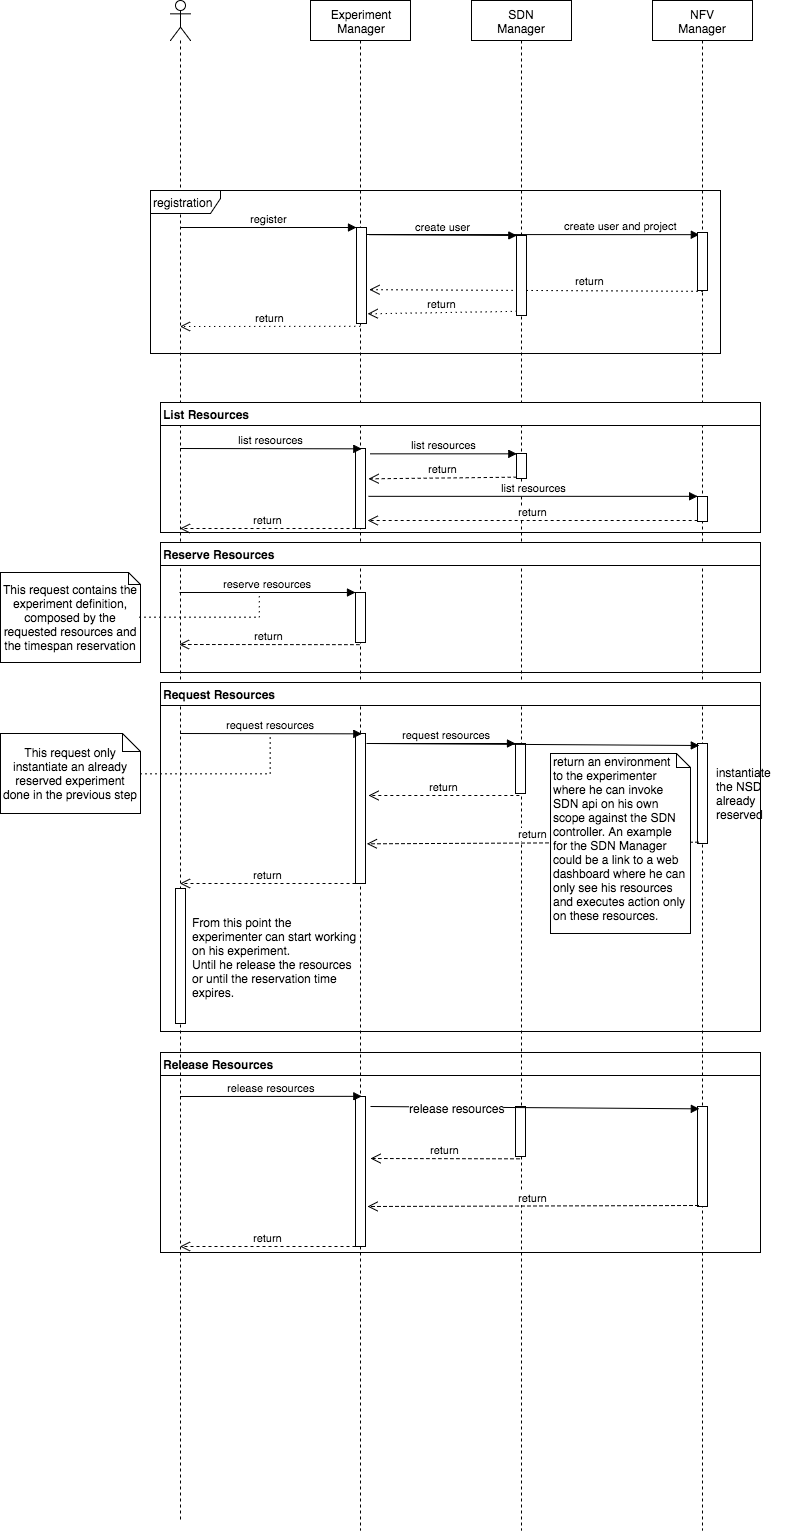 Experiment
Manager
SDN
Manager
NFV
Manager
registration
register
create user
create user and project
return
return
return
List Resources
list resources
list resources
return
list resources
return
return
Reserve Resources
This request contains the
experiment definition,
composed by the
requested resources and
the timespan reservation
reserve resources
return
Request Resources
request resources
request resources
This request only
instantiate an already
reserved experiment
done in the previous step
return an environment
to the experimenter
where he can invoke
SDN api on his own
scope against the SDN
controller. An example
for the SDN Manager
could be a link to a web
dashboard where he can
only see his resources
and executes action only
on these resources.
instantiate
the NSD
already
reserved
return
return
return
From this point the
experimenter can start working
on his experiment.
Until he release the resources
or until the reservation time
expires.
Release Resources
release resources
release resources
return
return
return